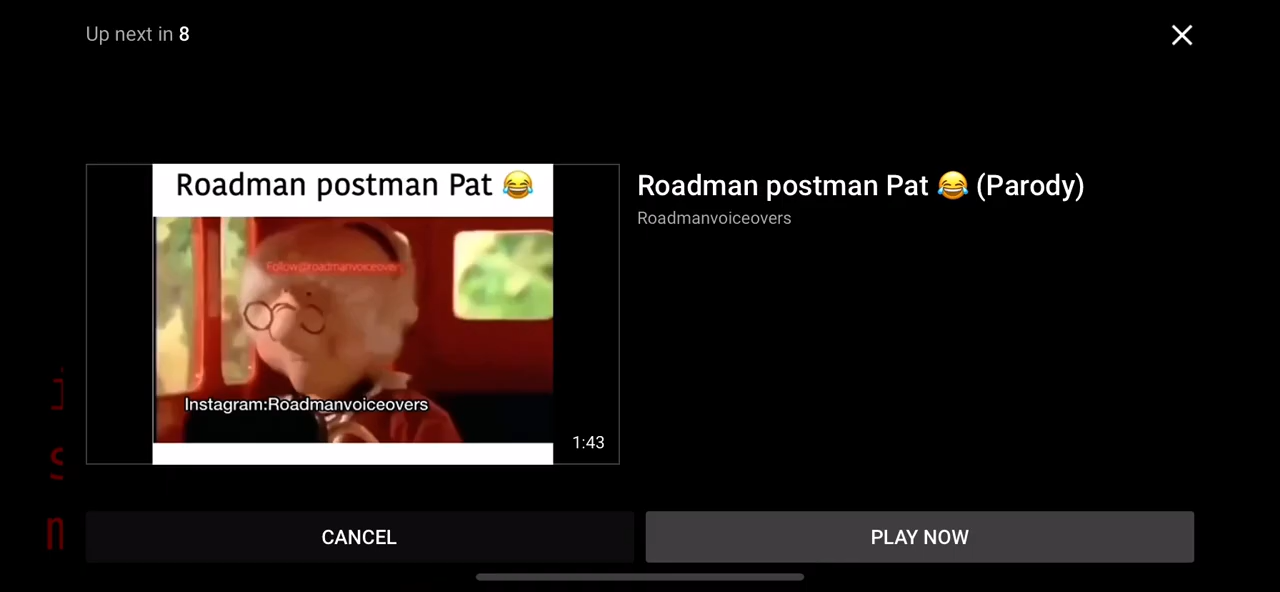 Up next in 8
Roadman postman Pat 😂
Follow@roadmanvoiceover
Instagram:Roadmanvoiceovers
1:43
Roadman postman Pat 😂 (Parody)
Roadmanvoiceovers
CANCEL
PLAY NOW